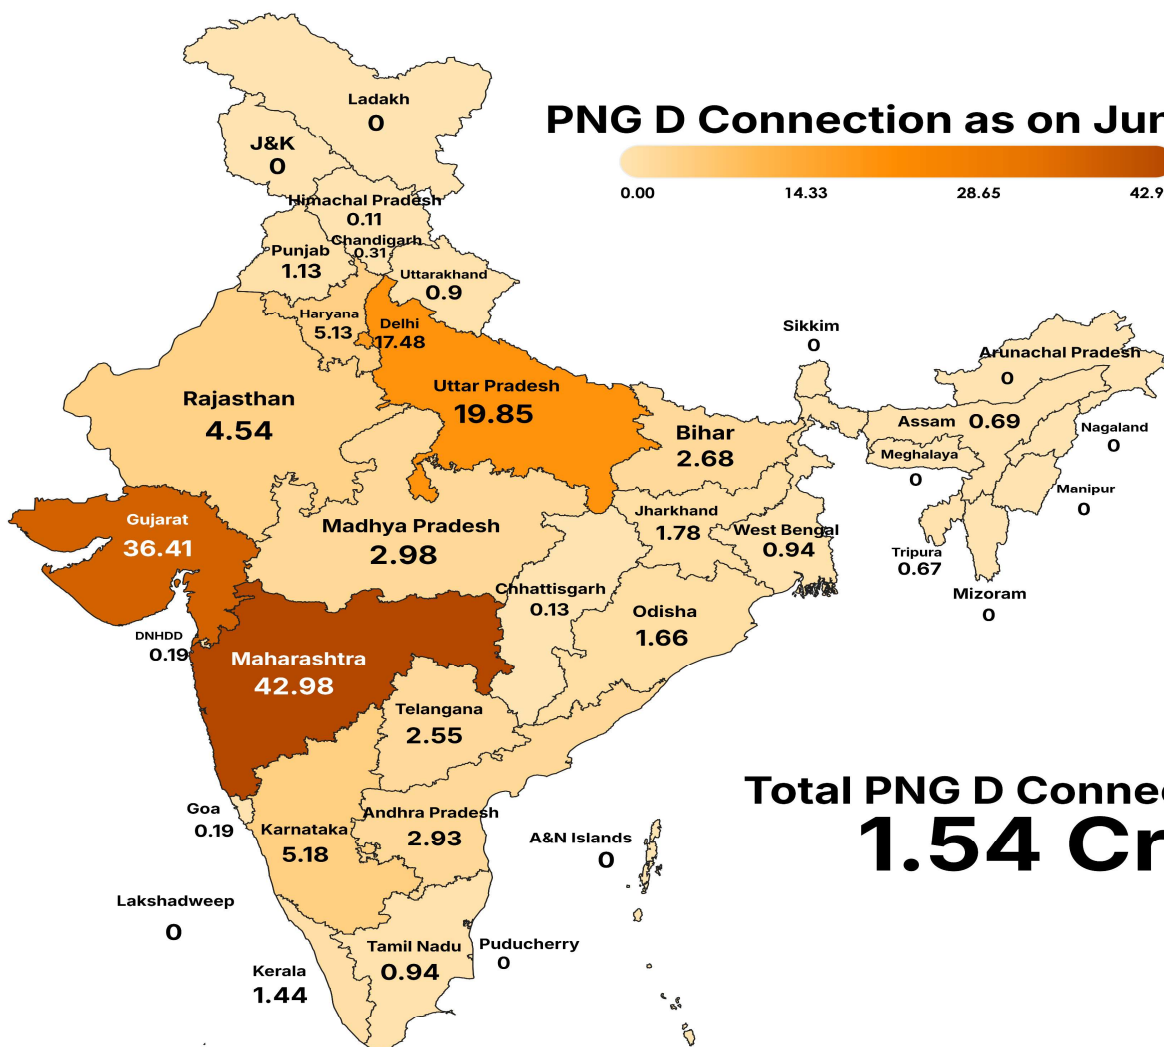 Ladakh
0
PNG D Connection as on Jun
J&K
0
0.00 14.33 28.65 42.9
Himachal Pradesh
0.11
Chandigarh
0.31
Punjab
1.13
Uttarakhand
0.9
Haryana
5.13
Delhi
17.48
Sikkim
0
Arunachal Pradesh
0
Uttar Pradesh
19.85
Rajasthan
4.54
Bihar
2.68
Assam 0.69
Nagaland
0
Meghalaya
0
Manipur
0
Gujarat
36.41
Madhya Pradesh
2.98
Jharkhand
1.78
West Bengal
0.94
Tripura
0.67
Mizoram
0
Chhattisgarh
0.13
Odisha
1.66
DNHDD
0.19
Maharashtra
42.98
Telangana
2.55
Total PNG D Connec
1.54 Cr
Goa
0.19
Karnataka
5.18
Andhra Pradesh
2.93
A&N Islands
0
Lakshadweep
0
Tamil Nadu
0.94
Puducherry
0
Kerala
1.44